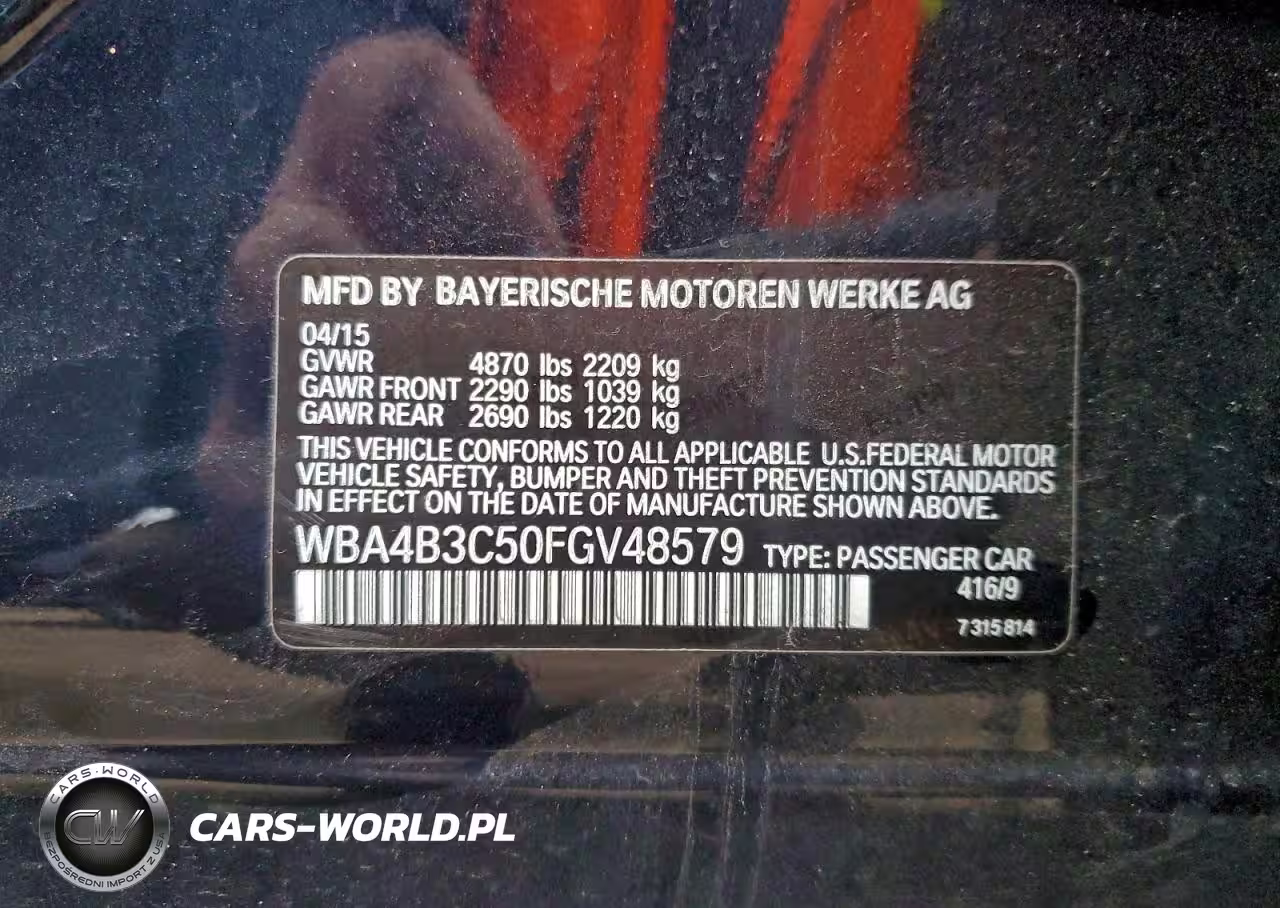 MFD BY BAYERISCHE MOTOREN WERKE AG
04/15
GVWR 4870 lbs 2209 kg
GAWR FRONT 2290 lbs 1039 kg
GAWR REAR 2690 lbs 1220 kg
THIS VEHICLE CONFORMS TO ALL APPLICABLE U.S.FEDERAL MOTOR
VEHICLE SAFETY, BUMPER AND THEFT PREVENTION STANDARDS
IN EFFECT ON THE DATE OF MANUFACTURE SHOWN ABOVE.
WBA4B3C50FGV48579 TYPE: PASSENGER CAR
416/9
7 315 814
CARS-WORLD
CW
BEZPOŚREDNI IMPORT Z USA
CARS-WORLD.PL